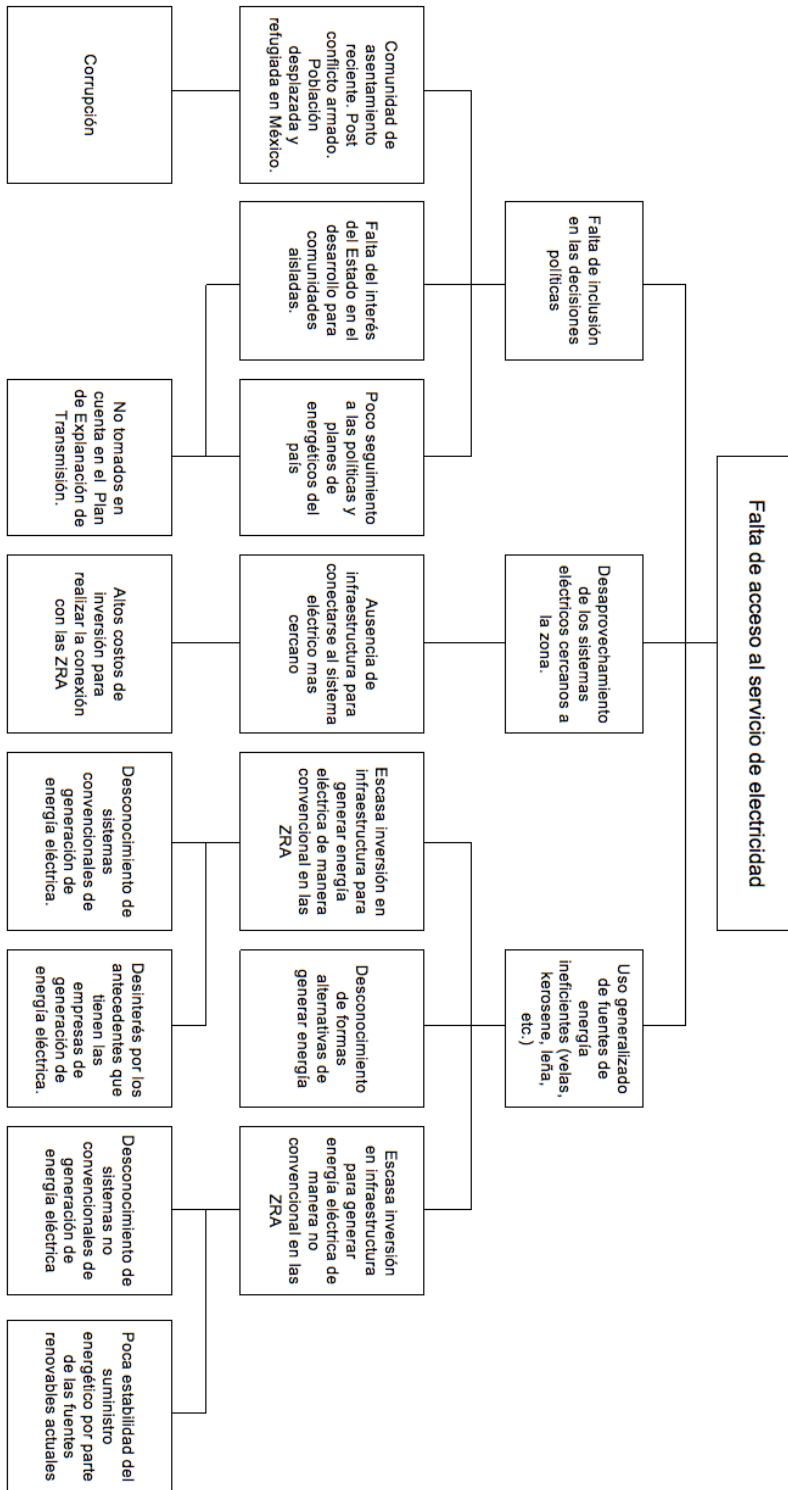 Falta de acceso al servicio de electricidad
Falta de inclusión
en las decisiones
políticas
Desaprovechamiento
de los sistemas
eléctricos cercanos a
la zona.
Uso generalizado
de fuentes de
energía
ineficientes (velas,
kerosene, leña,
etc.)
Comunidad de
asentamiento
reciente. Post
conflicto armado.
Población
desplazada y
refugiada en México.
Falta del interés
del Estado en el
desarrollo para
comunidades
aisladas.
Poco seguimiento
a las políticas y
planes de
energéticos del
país
Ausencia de
infraestructura para
conectarse al sistema
eléctrico mas
cercano
Escasa inversión en
infraestructura para
generar energía
eléctrica de manera
convencional en las
ZRA
Desconocimiento
de formas
alternativas de
generar energía
Escasa inversión
en infraestructura
para generar
energía eléctrica de
manera no
convencional en las
ZRA
Corrupción
No tomados en
cuenta en el Plan
de Explanación de
Transmisión.
Altos costos de
inversión para
realizar la conexión
con las ZRA
Desconocimiento de
sistemas
convencionales de
generación de
energía eléctrica.
Desinterés por los
antecedentes que
tienen las
empresas de
generación de
energía eléctrica.
Desconocimiento de
sistemas no
convencionales de
generación de
energía eléctrica
Poca estabilidad del
suministro
energético por parte
de las fuentes
renovables actuales